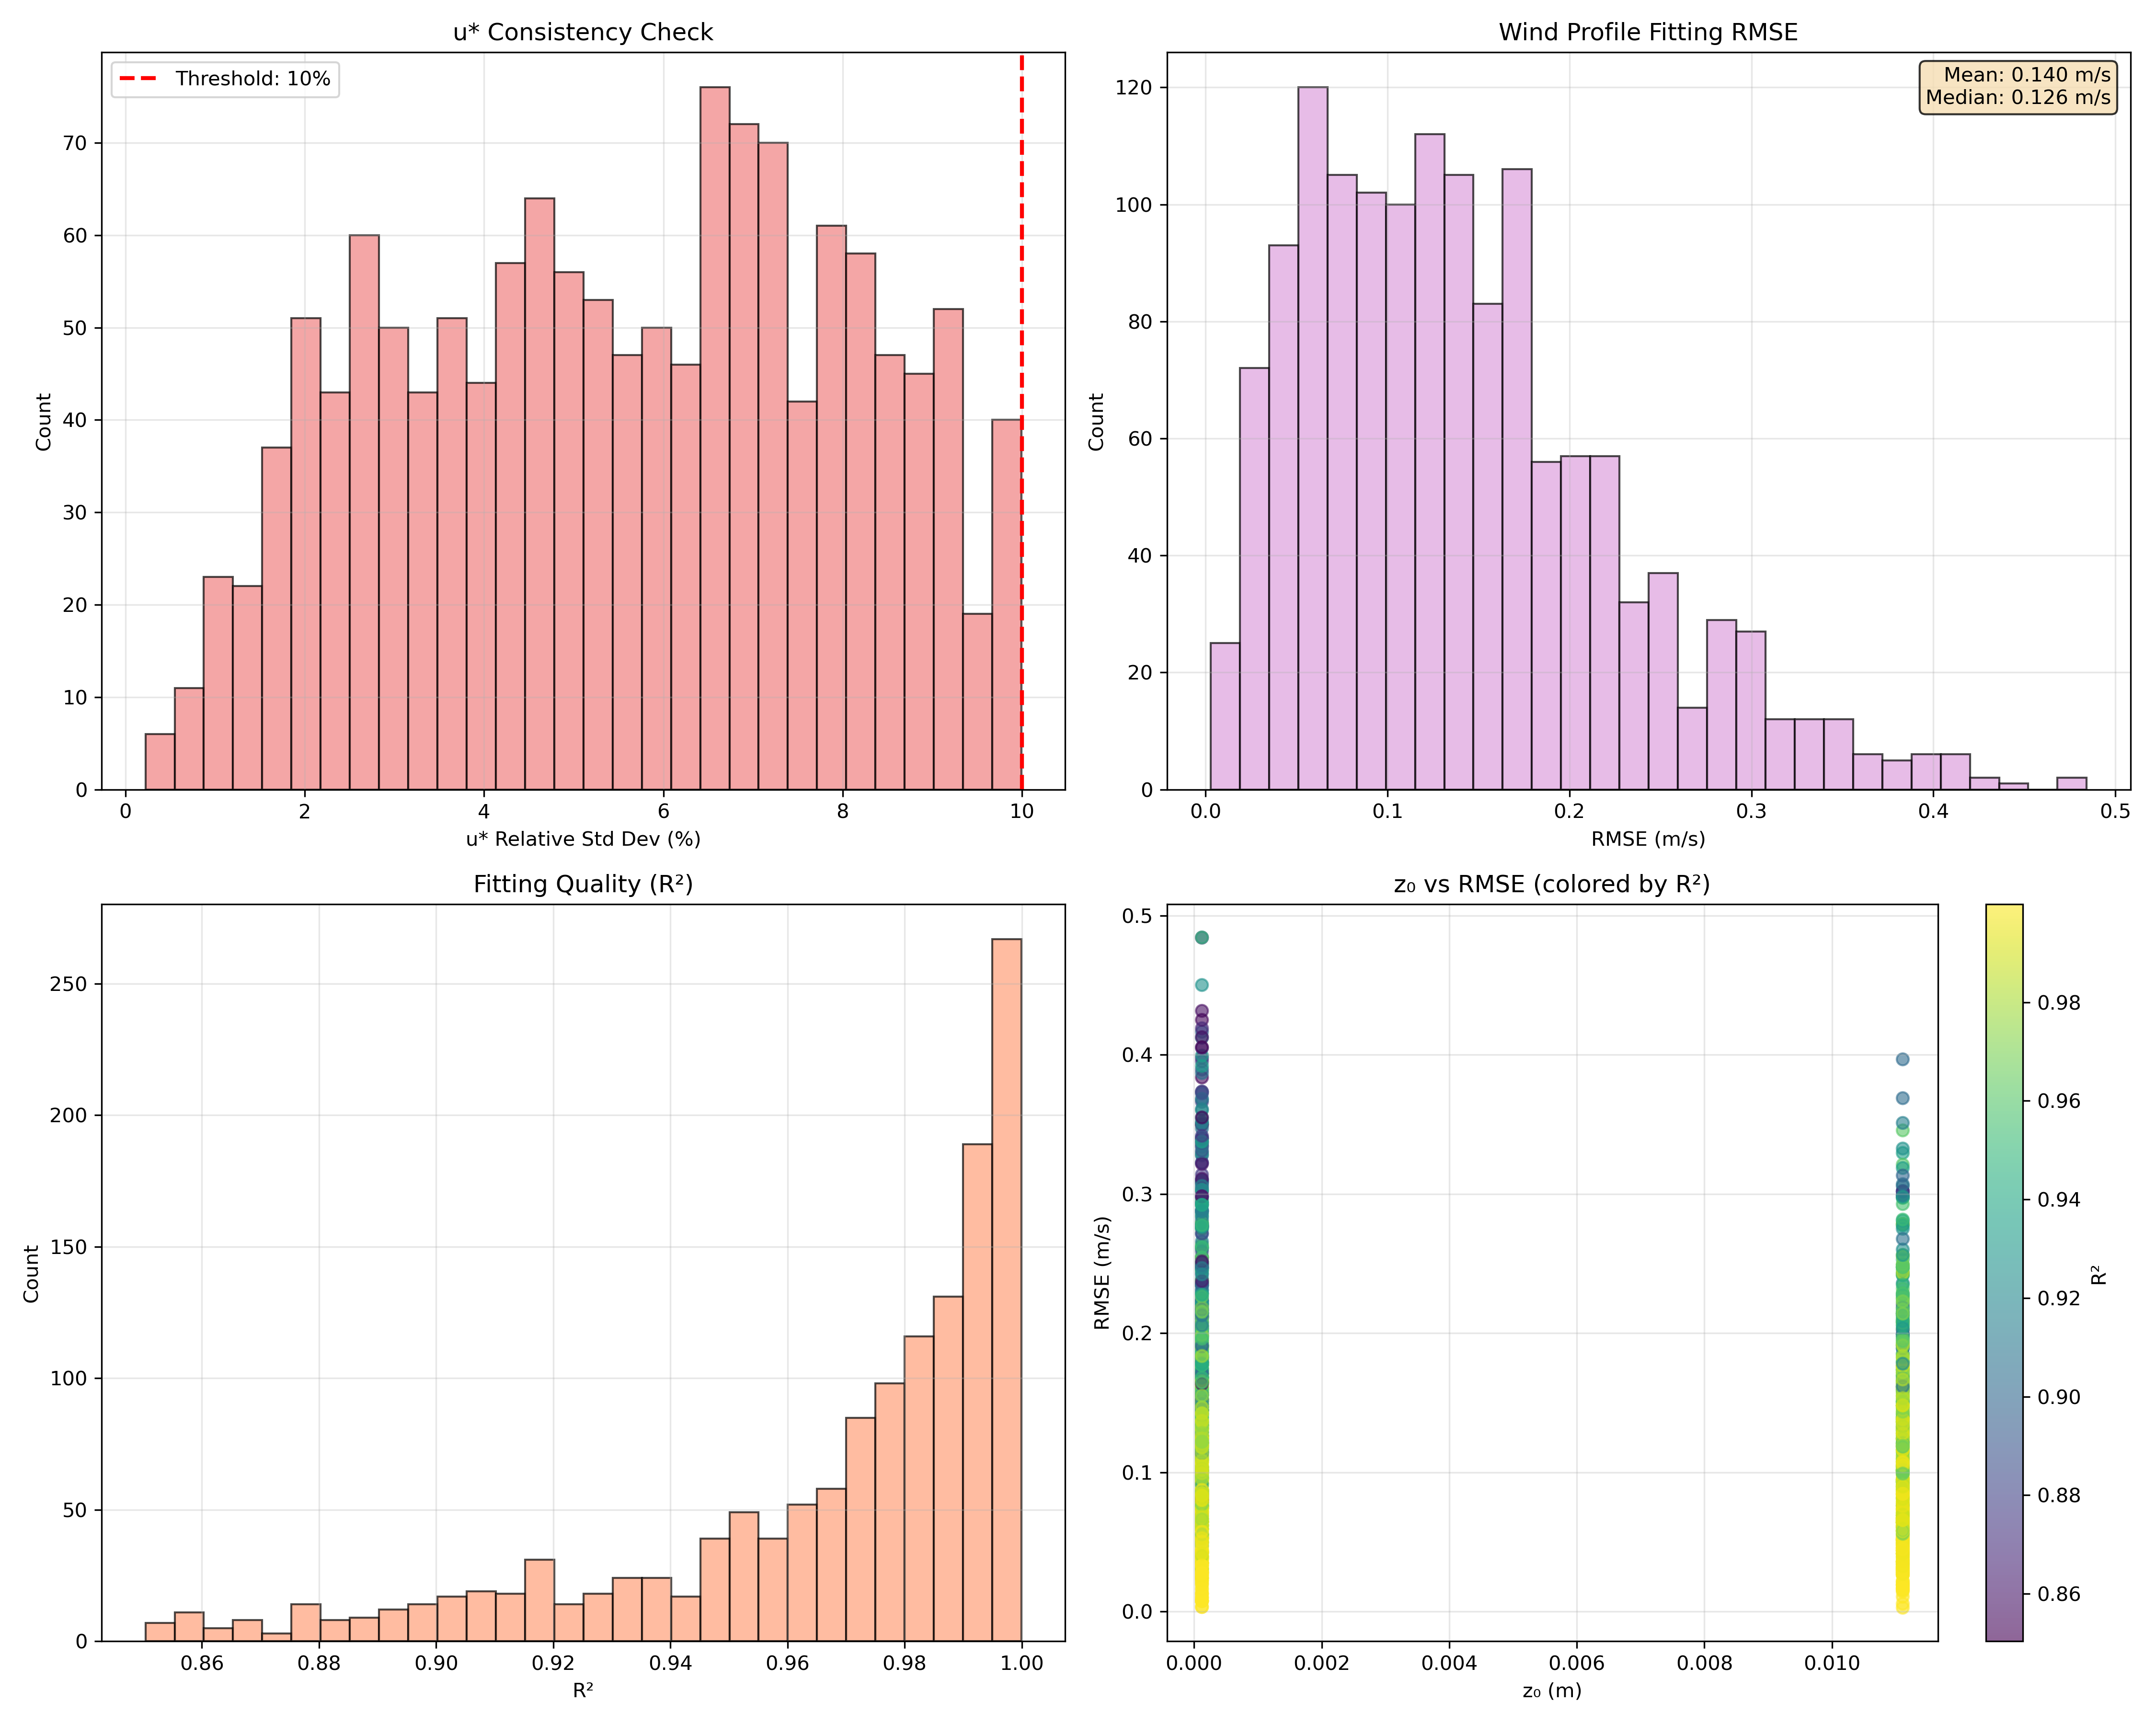 u* Consistency Check
Threshold: 10%
Count
0
10
20
30
40
50
60
70
0 2 4 6 8 10
u* Relative Std Dev (%)
Wind Profile Fitting RMSE
Mean: 0.140 m/s
Median: 0.126 m/s
Count
0
20
40
60
80
100
120
0.0 0.1 0.2 0.3 0.4 0.5
RMSE (m/s)
Fitting Quality (R²)
Count
0
50
100
150
200
250
0.86 0.88 0.90 0.92 0.94 0.96 0.98 1.00
R²
z₀ vs RMSE (colored by R²)
RMSE (m/s)
0.0
0.1
0.2
0.3
0.4
0.5
0.000 0.002 0.004 0.006 0.008 0.010
z₀ (m)
0.98
0.96
0.94
0.92
0.90
0.88
0.86
R²